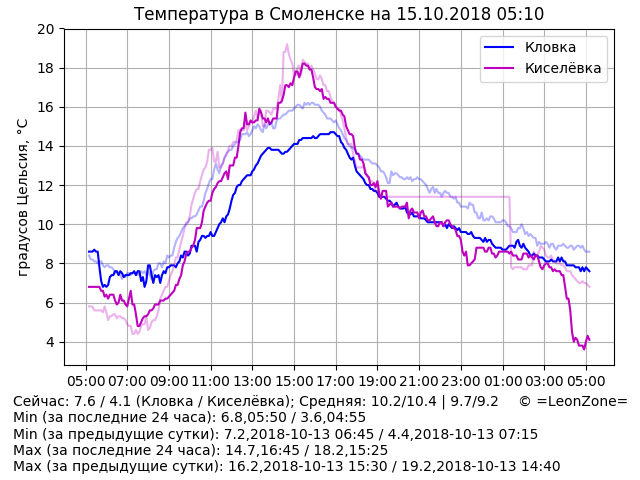 Температура в Смоленске на 15.10.2018 05:10
градусов Цельсия, °C
20
18
16
14
12
10
8
6
4
Кловка
Киселёвка
05:00 07:00 09:00 11:00 13:00 15:00 17:00 19:00 21:00 23:00 01:00 03:00 05:00
Сейчас: 7.6 / 4.1 (Кловка / Киселёвка); Средняя: 10.2/10.4 | 9.7/9.2 © =LeonZone=
Min (за последние 24 часа): 6.8,05:50 / 3.6,04:55
Min (за предыдущие сутки): 7.2,2018-10-13 06:45 / 4.4,2018-10-13 07:15
Max (за последние 24 часа): 14.7,16:45 / 18.2,15:25
Max (за предыдущие сутки): 16.2,2018-10-13 15:30 / 19.2,2018-10-13 14:40